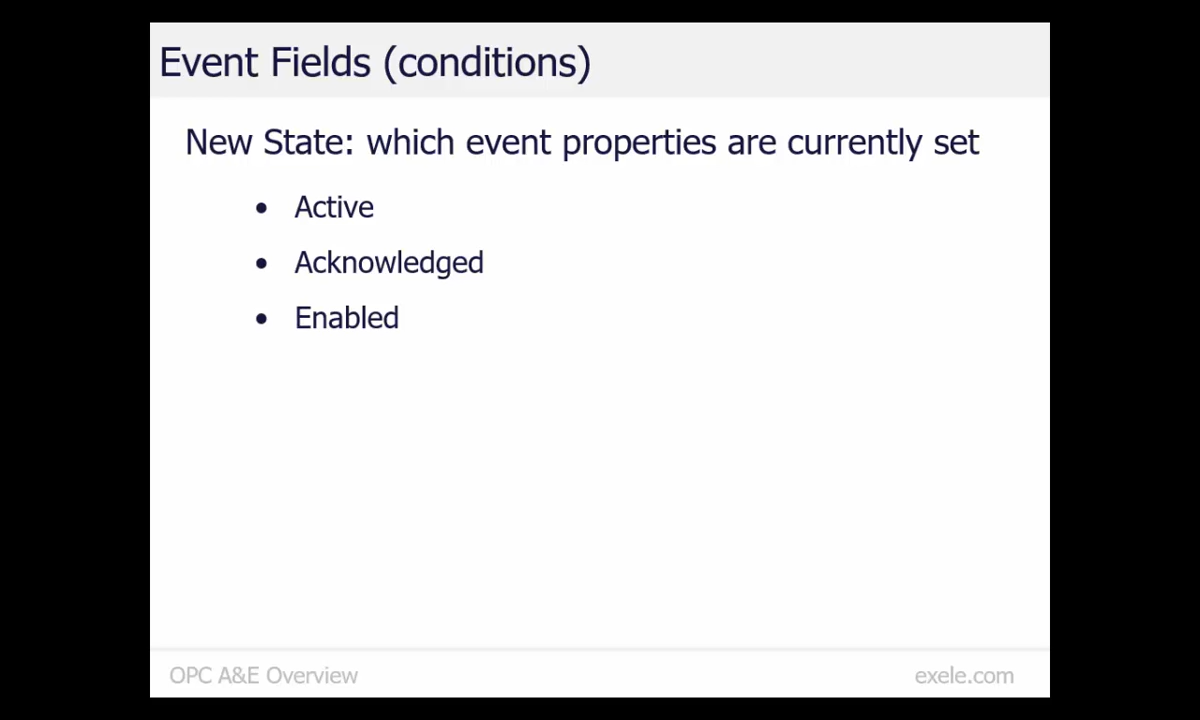 Event Fields (conditions)
New State: which event properties are currently set
• Active
• Acknowledged
• Enabled
OPC A&E Overview
exele.com